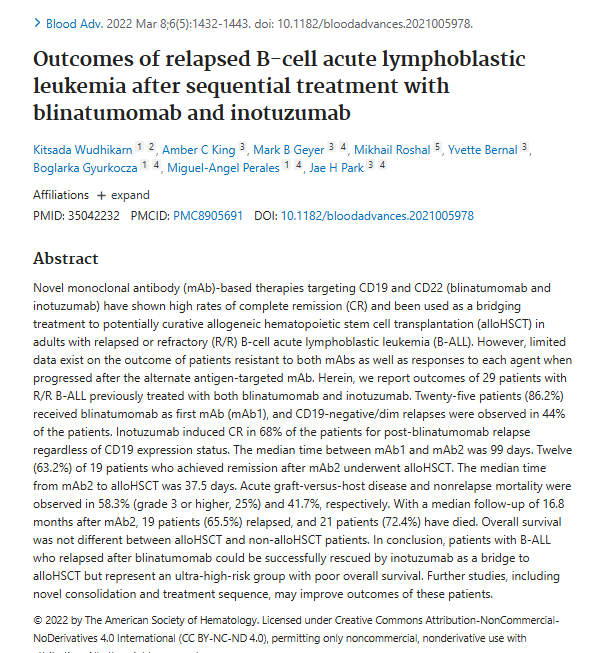 > Blood Adv. 2022 Mar 8;6(5):1432-1443. doi: 10.1182/bloodadvances.2021005978.
Outcomes of relapsed B-cell acute lymphoblastic
leukemia after sequential treatment with
blinatumomab and inotuzumab
Kitsada Wudhikarn 1 2, Amber C King 3, Mark B Geyer 3 4, Mikhail Roshal 5, Yvette Bernal 3,
Boglarka Gyurkocza 1 4, Miguel-Angel Perales 1 4, Jae H Park 3 4
Affiliations + expand
PMID: 35042232 PMCID: PMC8905691 DOI: 10.1182/bloodadvances.2021005978
Abstract
Novel monoclonal antibody (mAb)-based therapies targeting CD19 and CD22 (blinatumomab and
inotuzumab) have shown high rates of complete remission (CR) and been used as a bridging
treatment to potentially curative allogeneic hematopoietic stem cell transplantation (alloHSCT) in
adults with relapsed or refractory (R/R) B-cell acute lymphoblastic leukemia (B-ALL). However, limited
data exist on the outcome of patients resistant to both mAbs as well as responses to each agent when
progressed after the alternate antigen-targeted mAb. Herein, we report outcomes of 29 patients with
R/R B-ALL previously treated with both blinatumomab and inotuzumab. Twenty-five patients (86.2%)
received blinatumomab as first mAb (mAb1), and CD19-negative/dim relapses were observed in 44%
of the patients. Inotuzumab induced CR in 68% of the patients for post-blinatumomab relapse
regardless of CD19 expression status. The median time between mAb1 and mAb2 was 99 days. Twelve
(63.2%) of 19 patients who achieved remission after mAb2 underwent alloHSCT. The median time
from mAb2 to alloHSCT was 37.5 days. Acute graft-versus-host disease and nonrelapse mortality were
observed in 58.3% (grade 3 or higher, 25%) and 41.7%, respectively. With a median follow-up of 16.8
months after mAb2, 19 patients (65.5%) relapsed, and 21 patients (72.4%) have died. Overall survival
was not different between alloHSCT and non-alloHSCT patients. In conclusion, patients with B-ALL
who relapsed after blinatumomab could be successfully rescued by inotuzumab as a bridge to
alloHSCT but represent an ultra-high-risk group with poor overall survival. Further studies, including
novel consolidation and treatment sequence, may improve outcomes of these patients.
© 2022 by The American Society of Hematology. Licensed under Creative Commons Attribution-NonCommercial-
NoDerivatives 4.0 International (CC BY-NC-ND 4.0), permitting only noncommercial, nonderivative use with